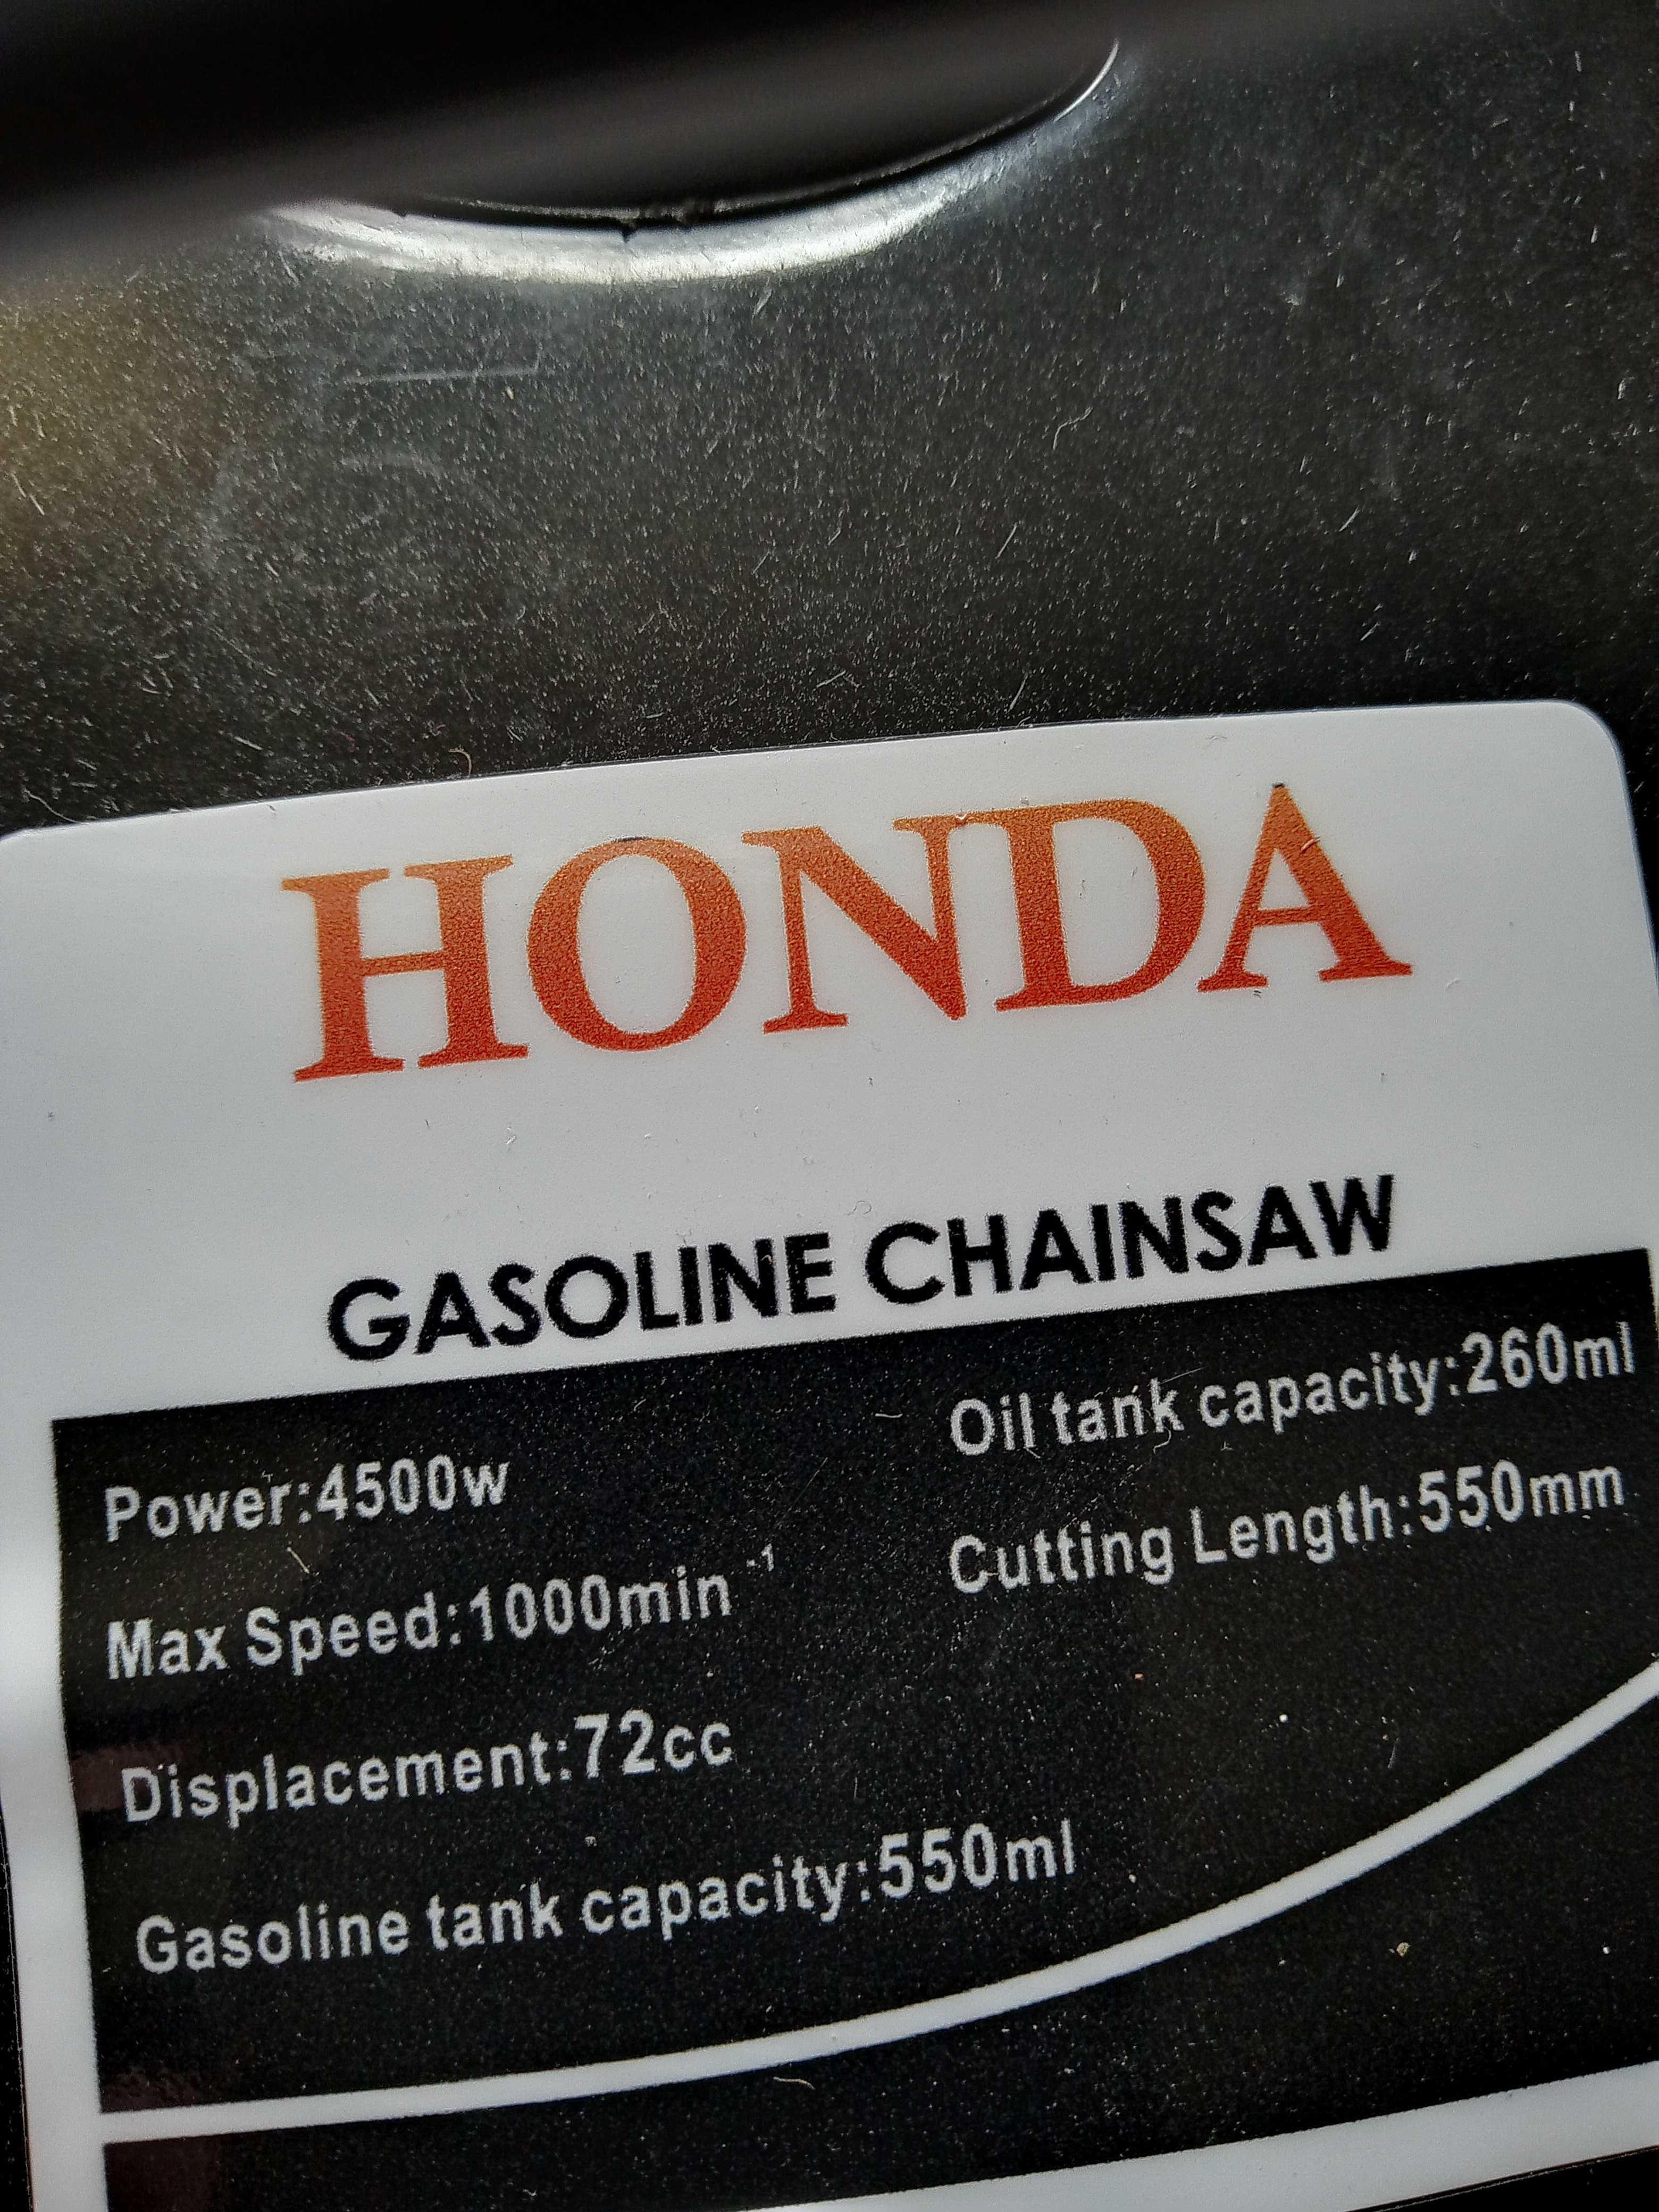 HONDA
GASOLINE CHAINSAW
Power:4500w
Max Speed:1000min⁻¹
Displacement:72cc
Gasoline tank capacity:550ml
Oil tank capacity:260ml
Cutting Length:550mm